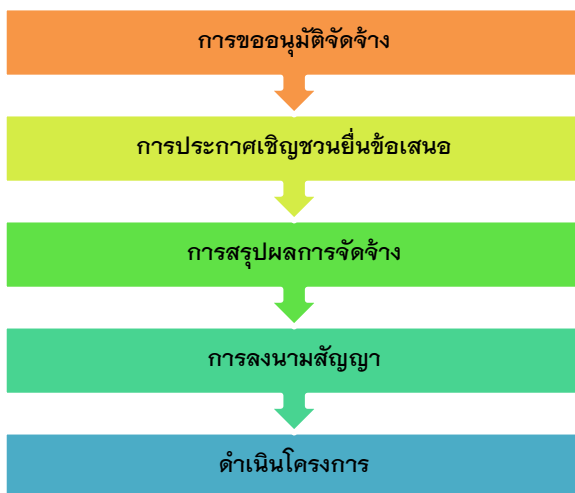 การขออนุมัติจัดจ้าง
การประกาศเชิญชวนยื่นข้อเสนอ
การสรุปผลการจัดจ้าง
การลงนามสัญญา
ดำเนินโครงการ